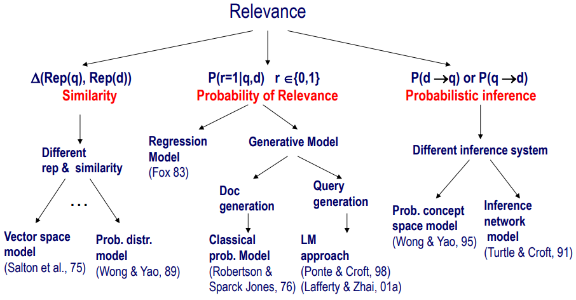 Relevance
Δ(Rep(q), Rep(d))
Similarity
P(r=1|q,d) r ∈{0,1}
Probability of Relevance
P(d →q) or P(q →d)
Probabilistic inference
Different
rep & similarity
Regression
Model
(Fox 83)
Generative Model
Different inference system
Doc
generation
Query
generation
...
Vector space
model
(Salton et al., 75)
Prob. distr.
model
(Wong & Yao, 89)
Classical
prob. Model
(Robertson &
Sparck Jones, 76)
LM
approach
(Ponte & Croft, 98)
(Lafferty & Zhai, 01a)
Prob. concept
space model
(Wong & Yao, 95)
Inference
network
model
(Turtle & Croft, 91)